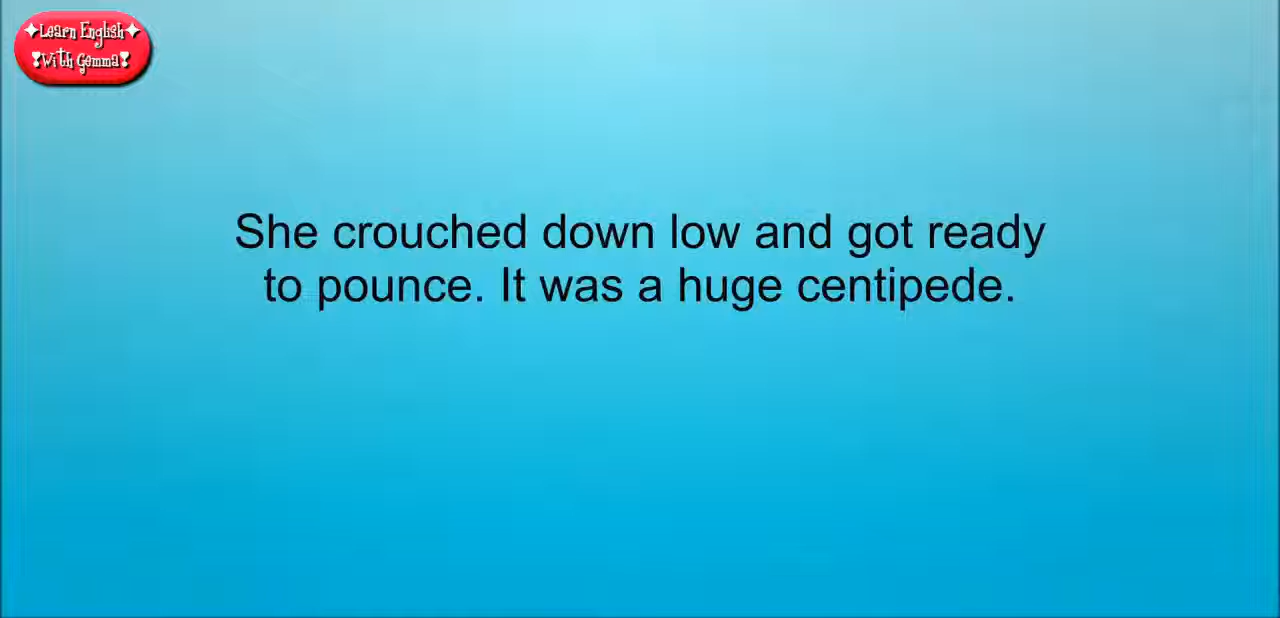 ✦Learn English✦
❣With Gemma❣
She crouched down low and got ready
to pounce. It was a huge centipede.